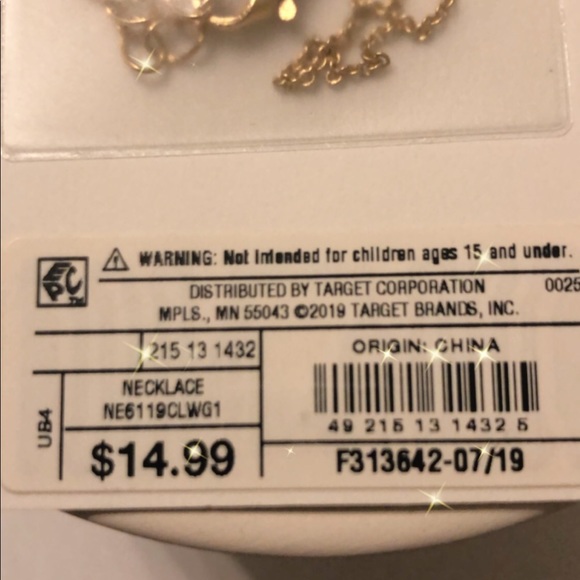 ⚠ WARNING: Not Intended for children ages 15 and under.
EPC™
DISTRIBUTED BY TARGET CORPORATION
0025
MPLS., MN 55043 ©2019 TARGET BRANDS, INC.
215 13 1432
ORIGIN: CHINA
UB4
NECKLACE
NE6119CLWG1
49 215 13 1432 5
$14.99
F313642-07/19